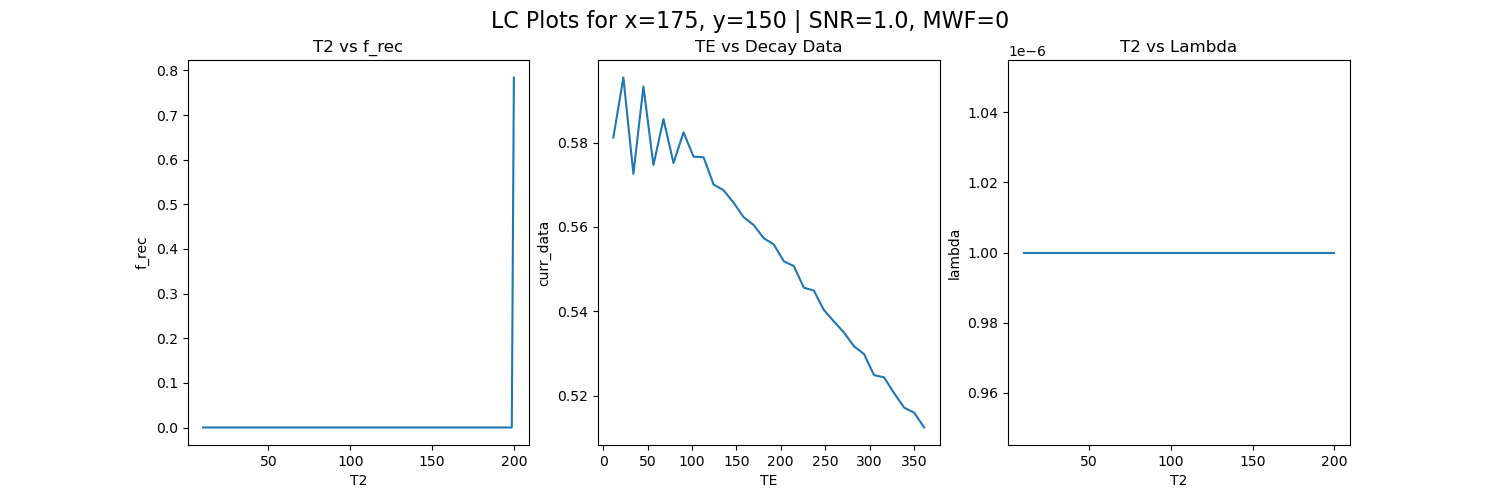 LC Plots for x=175, y=150 | SNR=1.0, MWF=0
T2 vs f_rec
f_rec
0.8
0.7
0.6
0.5
0.4
0.3
0.2
0.1
0.0
50 100 150 200
T2
TE vs Decay Data
curr_data
0.58
0.56
0.54
0.52
0 50 100 150 200 250 300 350
TE
T2 vs Lambda
1e−6
lambda
1.04
1.02
1.00
0.98
0.96
50 100 150 200
T2